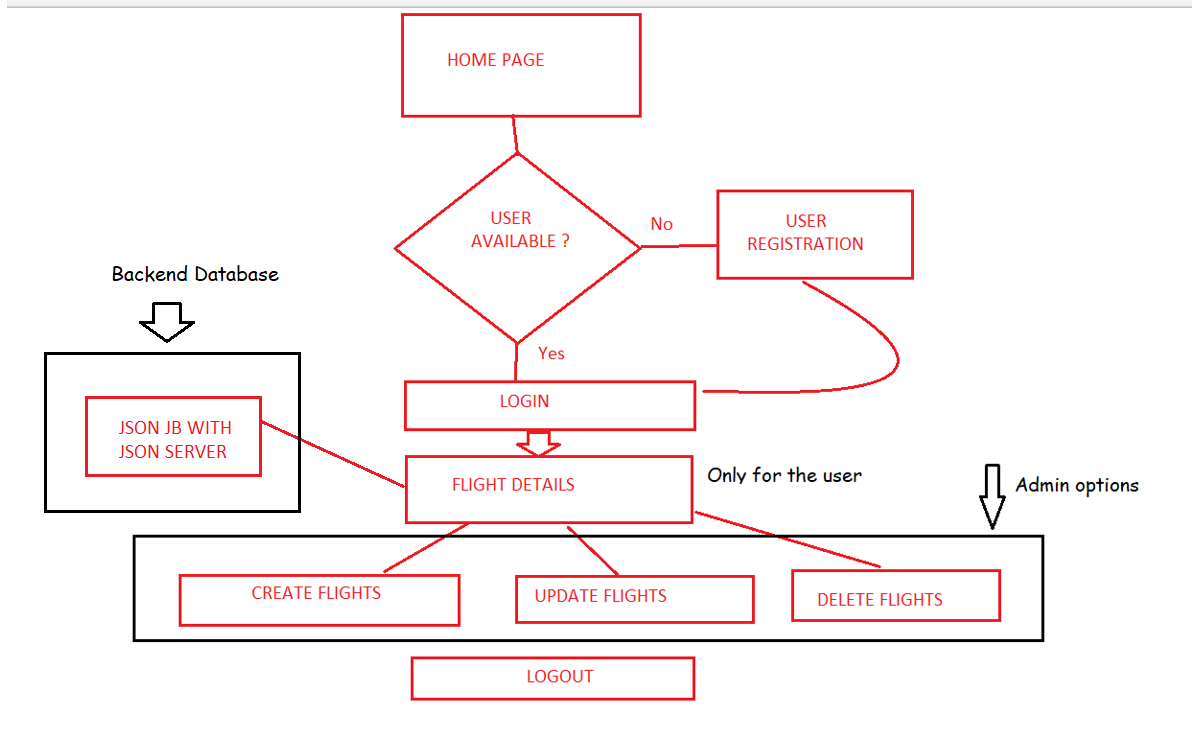 HOME PAGE
USER
AVAILABLE ?
No
USER
REGISTRATION
Backend Database
Yes
LOGIN
JSON JB WITH
JSON SERVER
FLIGHT DETAILS
Only for the user
Admin options
CREATE FLIGHTS
UPDATE FLIGHTS
DELETE FLIGHTS
LOGOUT